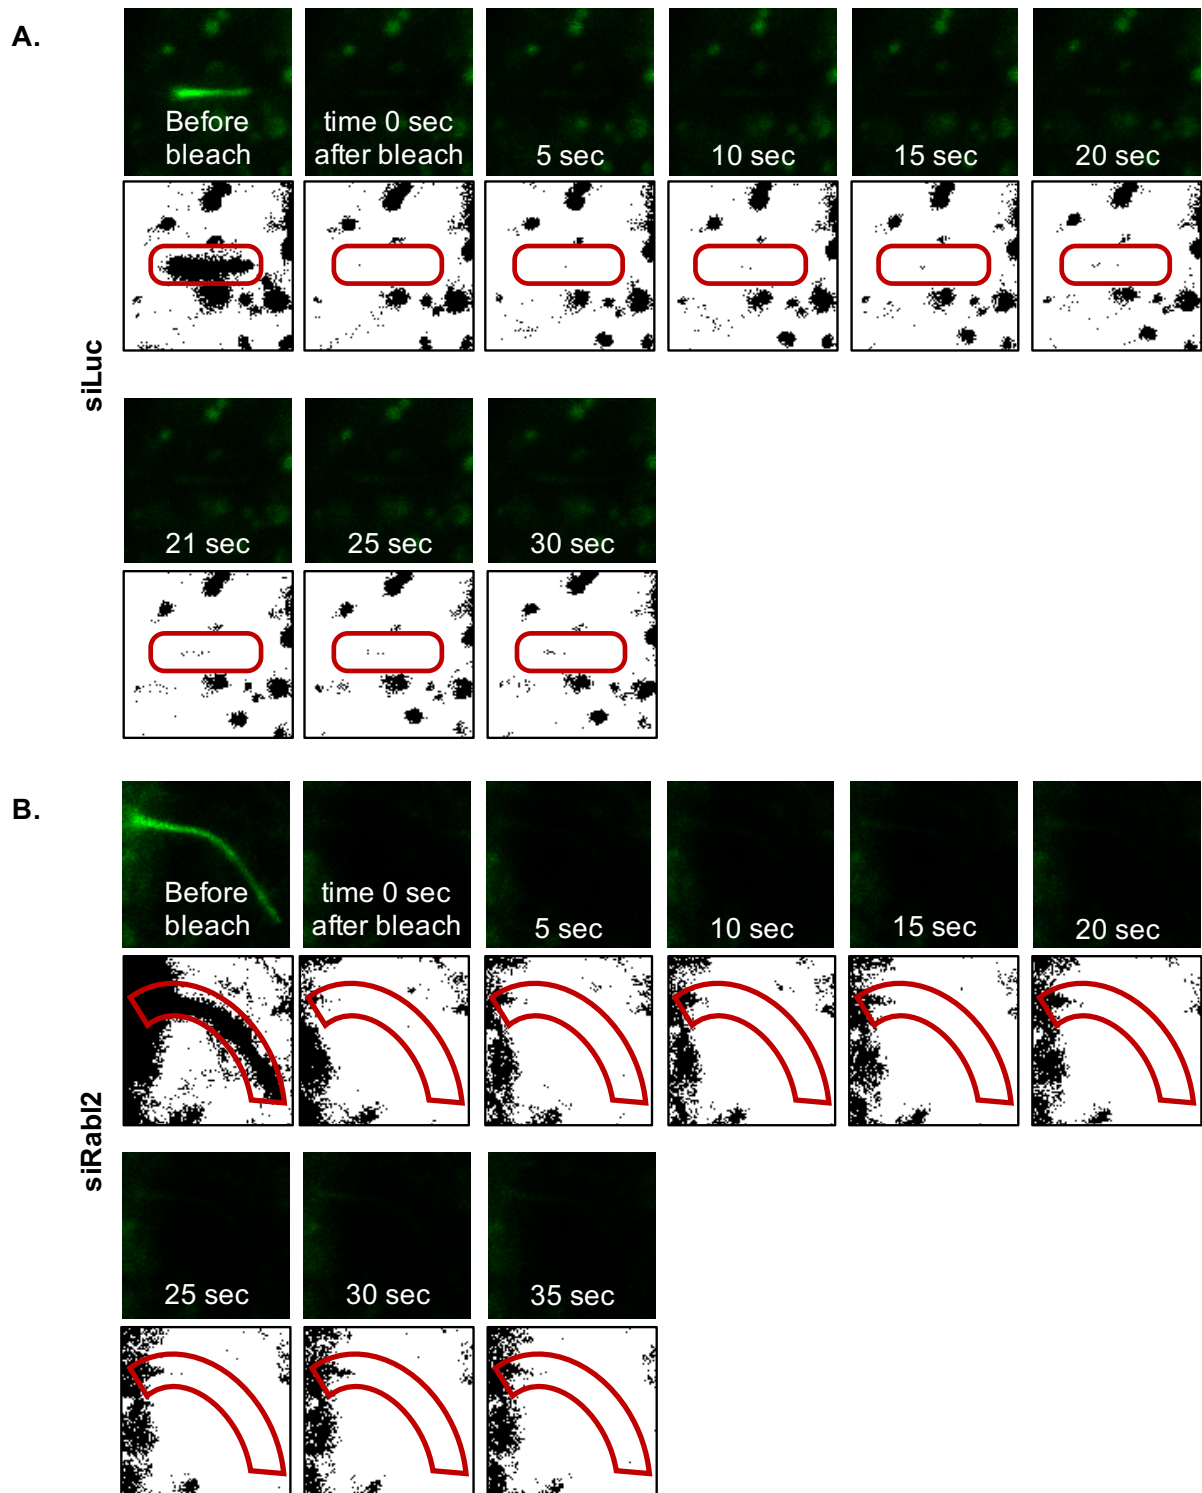 A.
Before
bleach
time 0 sec
after bleach
5 sec
10 sec
15 sec
20 sec
siLuc
21 sec
25 sec
30 sec
B.
Before
bleach
time 0 sec
after bleach
5 sec
10 sec
15 sec
20 sec
siRabl2
25 sec
30 sec
35 sec